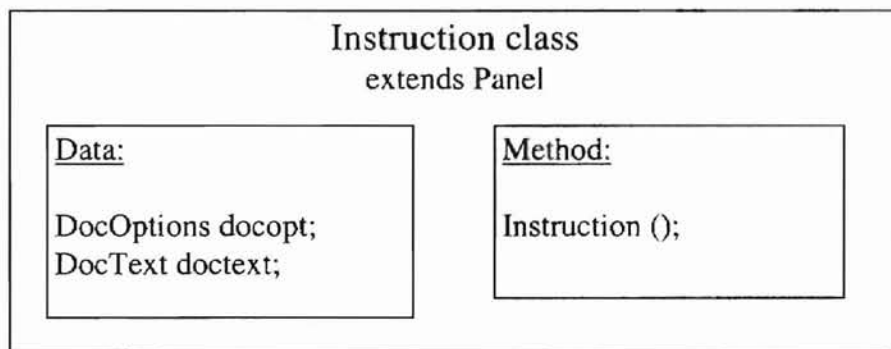 Instruction class
extends Panel
Data:
DocOptions docopt;
DocText doctext;
Method:
Instruction ();